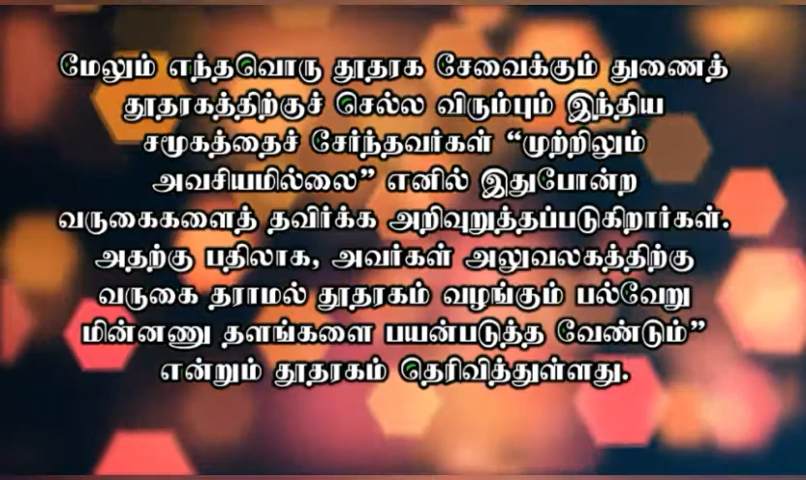 மேலும் எந்தவொரு தூதரக சேவைக்கும் துணைத்
தூதரகத்திற்குச் செல்ல விரும்பும் இந்திய
சமூகத்தைச் சேர்ந்தவர்கள் “முற்றிலும்
அவசியமில்லை” எனில் இதுபோன்ற
வருகைகளைத் தவிர்க்க அறிவுறுத்தப்படுகிறார்கள்.
அதற்கு பதிலாக, அவர்கள் அலுவலகத்திற்கு
வருகை தராமல் தூதரகம் வழங்கும் பல்வேறு
மின்னணு தளங்களை பயன்படுத்த வேண்டும்”
என்றும் தூதரகம் தெரிவித்துள்ளது.